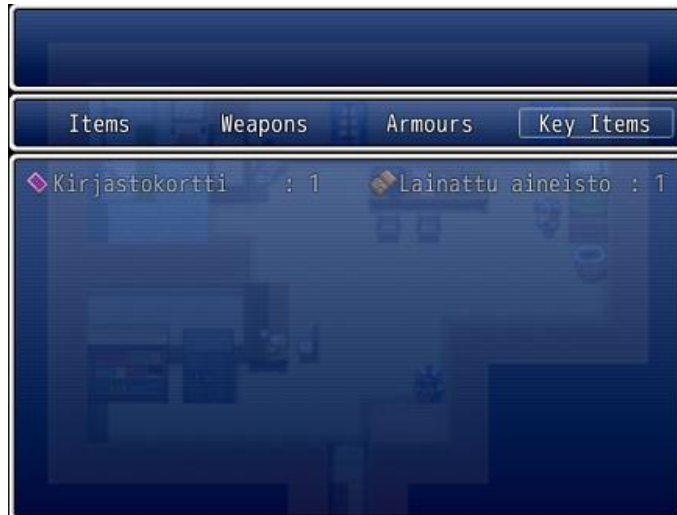 Items Weapons Armours Key Items
Kirjastokortti : 1 Lainattu aineisto : 1